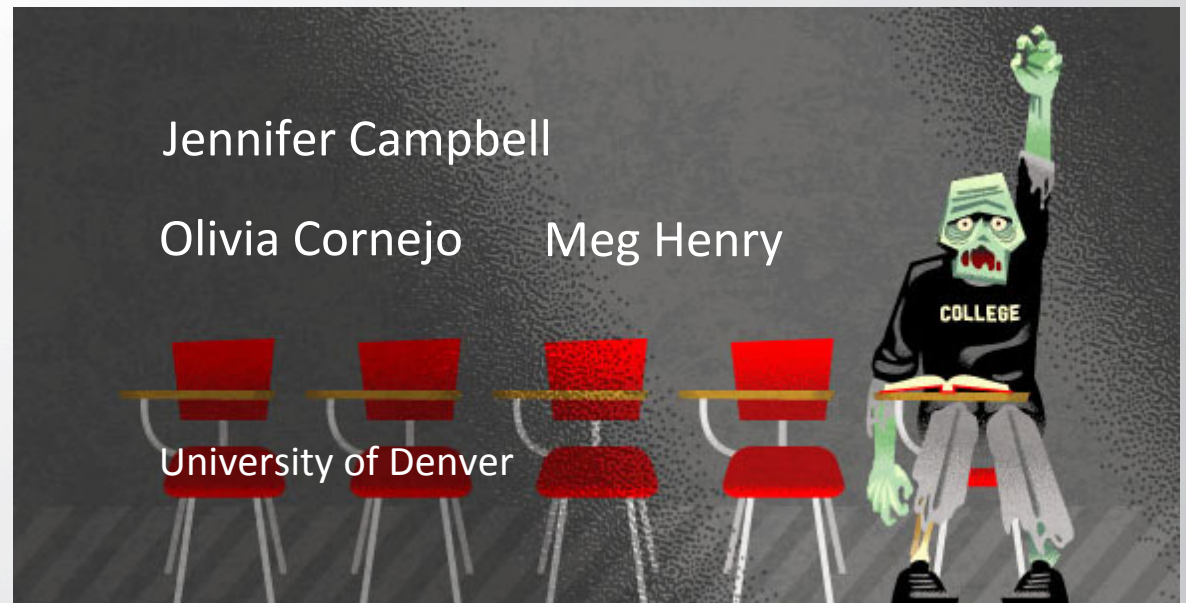 Jennifer Campbell
Olivia Cornejo Meg Henry
COLLEGE
University of Denver